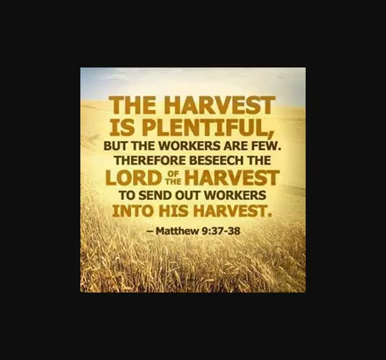 THE HARVEST
IS PLENTIFUL,
BUT THE WORKERS ARE FEW.
THEREFORE BESEECH THE
LORD OF THE HARVEST
TO SEND OUT WORKERS
INTO HIS HARVEST.
– Matthew 9:37-38